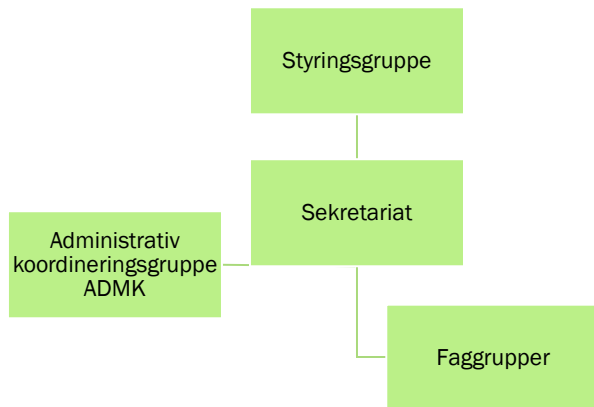 Styringsgruppe
Sekretariat
Administrativ
koordineringsgruppe
ADMK
Faggrupper